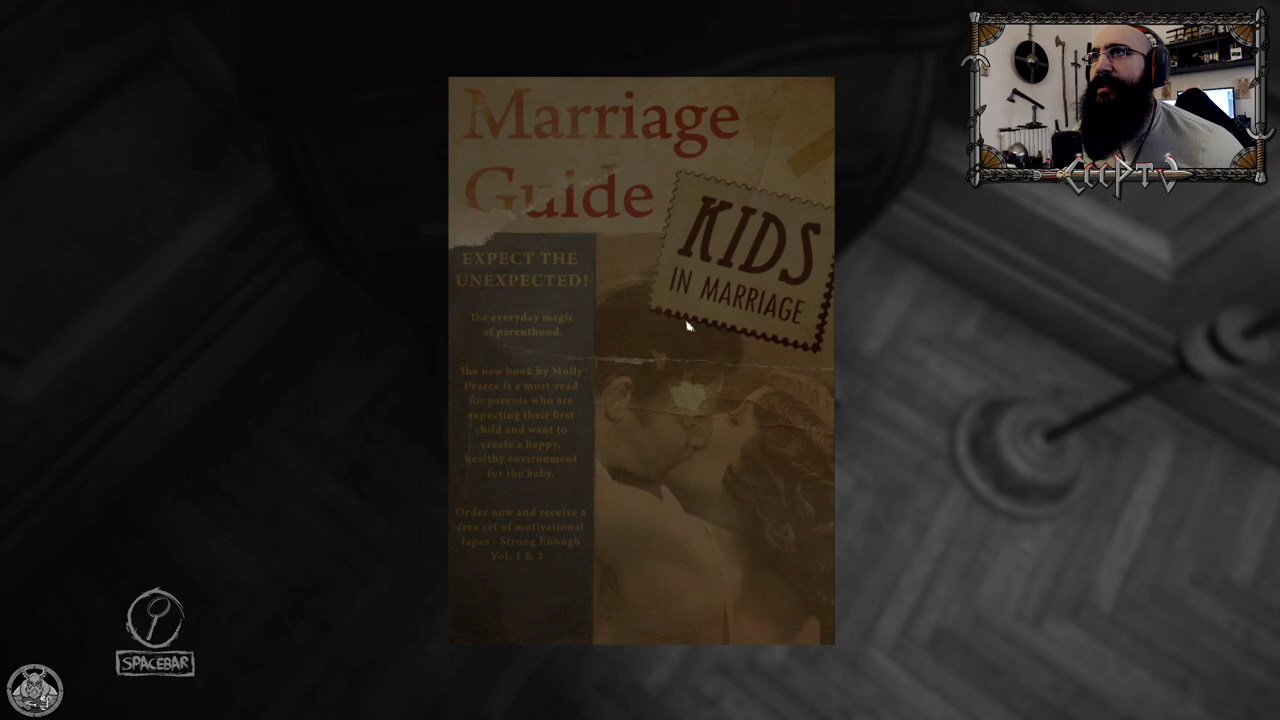 Marriage
Guide
KIDS
IN MARRIAGE
EXPECT THE
UNEXPECTED!
The everyday magic
of parenthood.
The new book by Molly
Pearce is a must-read
for parents who are
expecting their first
child and want to
create a happy,
healthy environment
for the baby.
Order now and receive a
free set of motivational
tapes - Strong Enough
Vol. 1 & 2
SPACEBAR